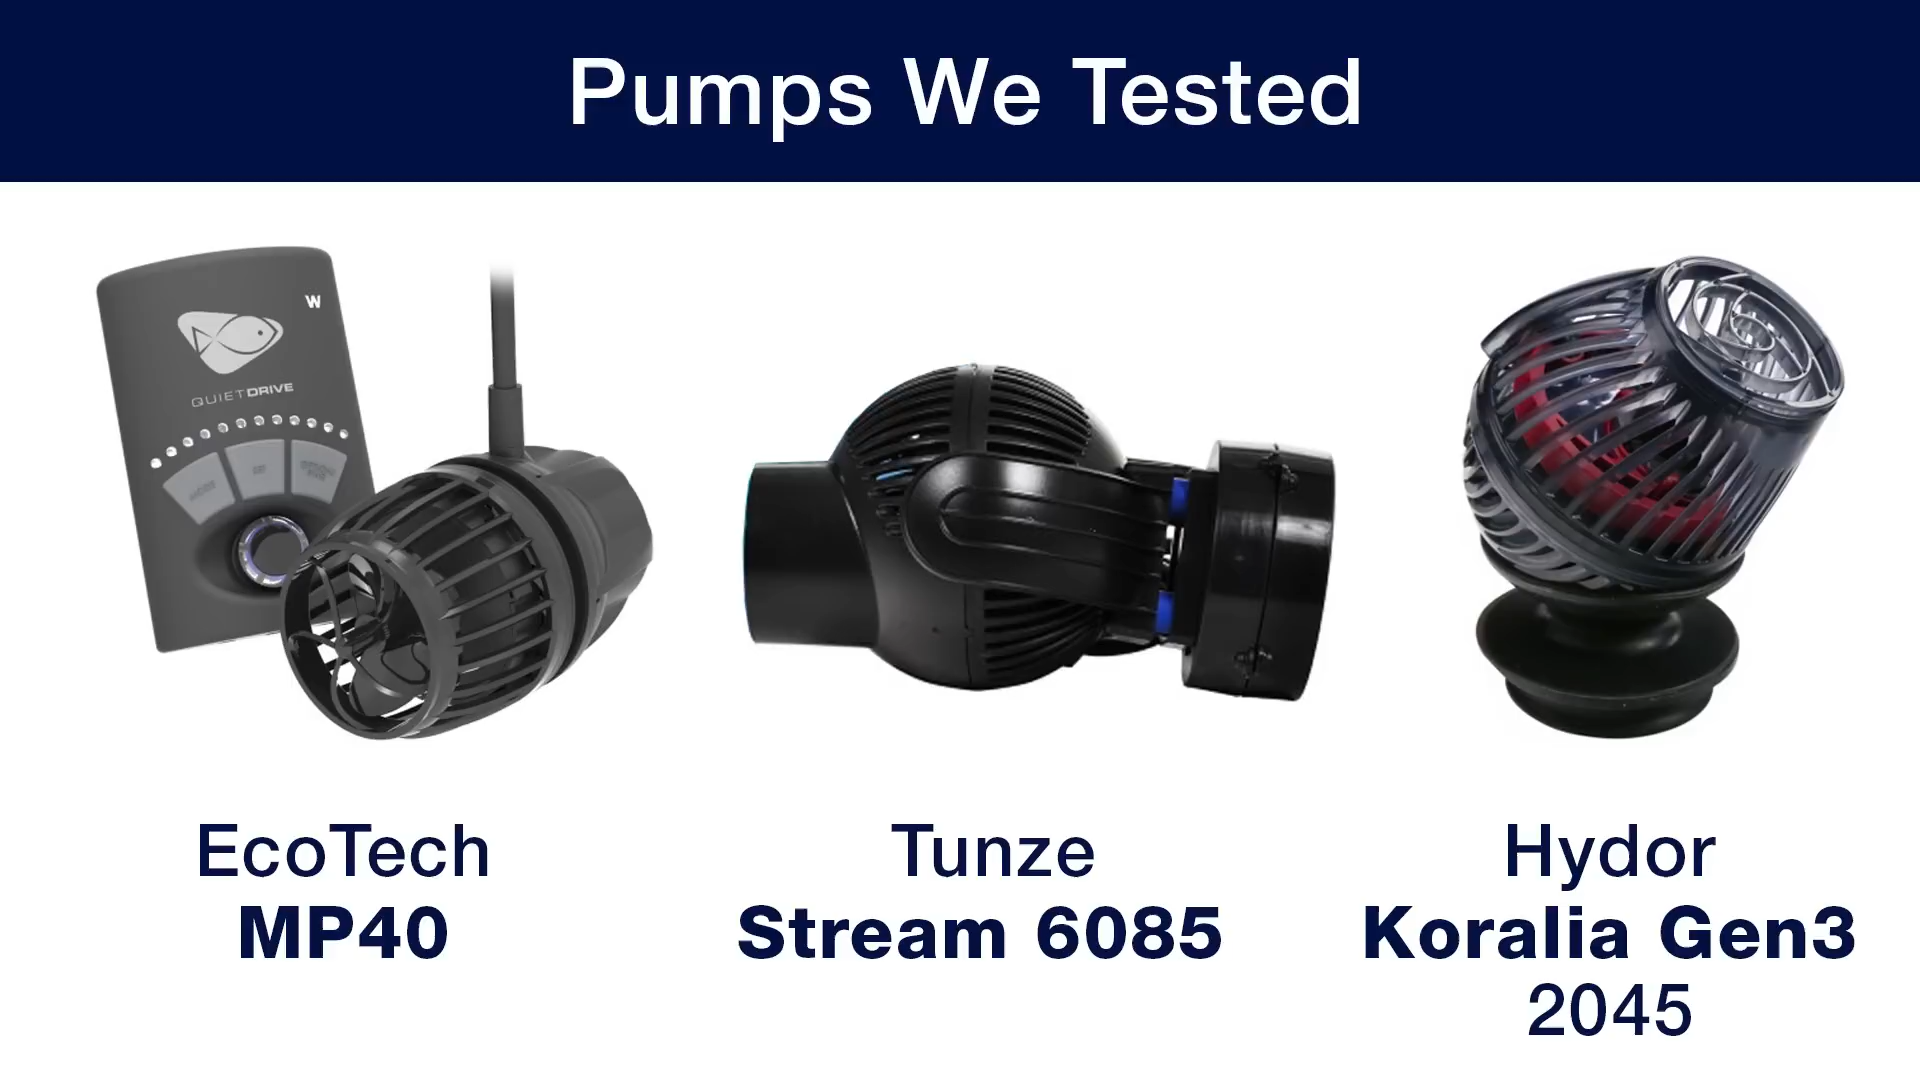 Pumps We Tested
W
QUIETDRIVE
EcoTech
MP40
Tunze
Stream 6085
Hydor
Koralia Gen3
2045